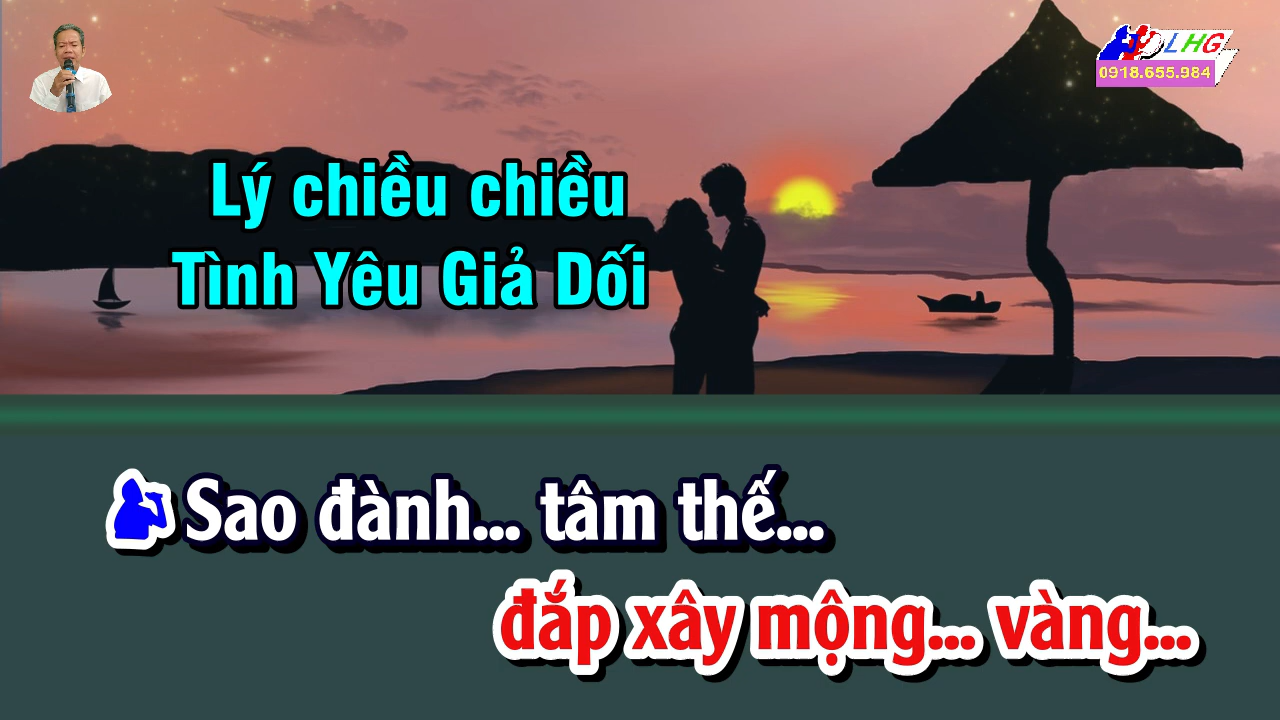 LHG
0918.655.984
Lý chiều chiều
Tình Yêu Giả Dối
Sao đành... tâm thế...
đắp xây mộng... vàng...